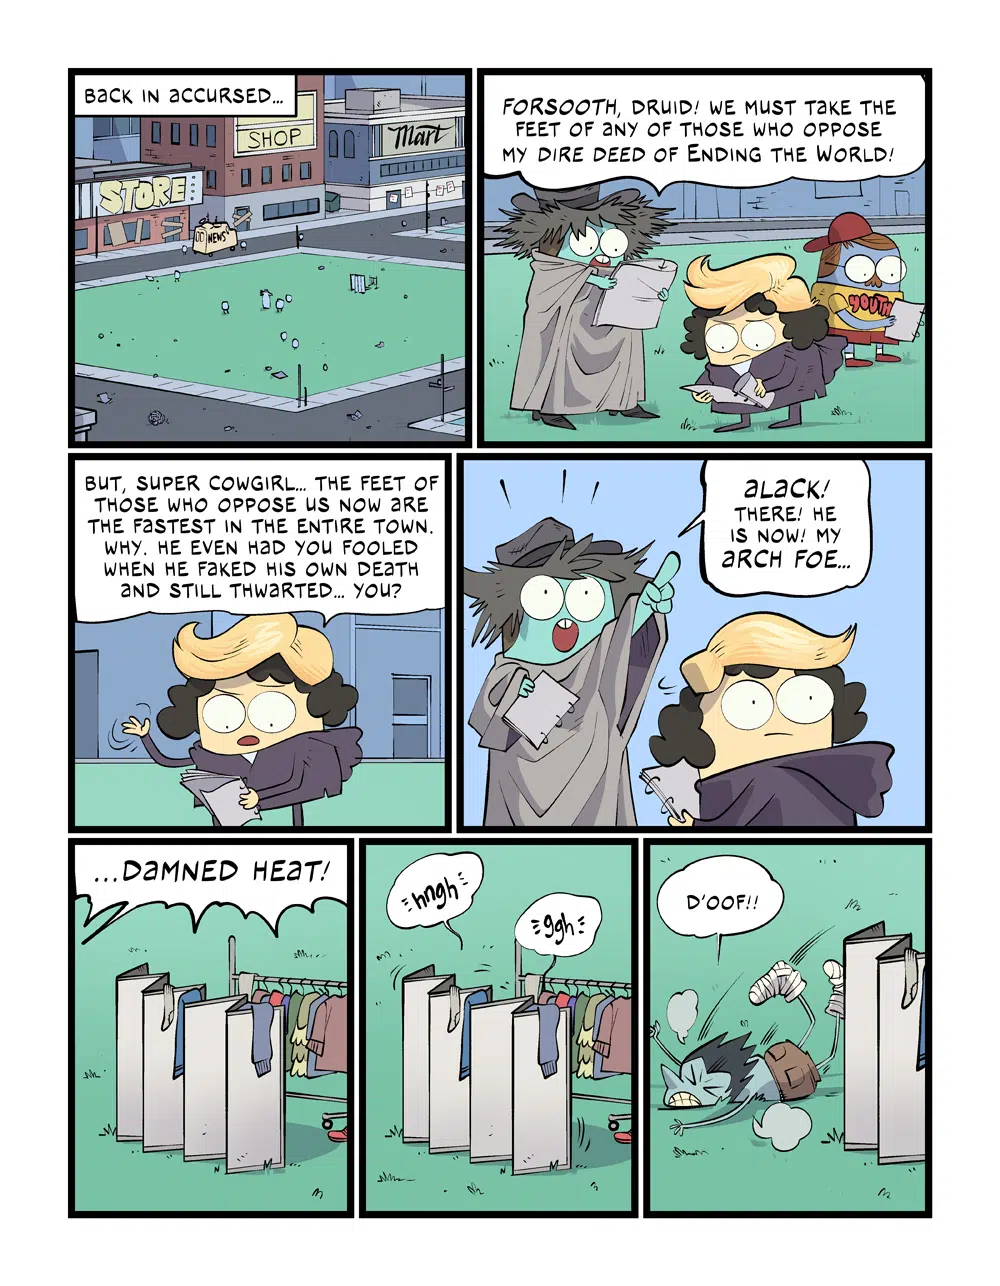 BACK IN ACCURSED...
SHOP
Mart
STORE
NEWS
FORSOOTH, DRUID! WE MUST TAKE THE
FEET OF ANY OF THOSE WHO OPPOSE
MY DIRE DEED OF ENDING THE WORLD!
YOUTH
BUT, SUPER COWGIRL... THE FEET OF
THOSE WHO OPPOSE US NOW ARE
THE FASTEST IN THE ENTIRE TOWN.
WHY. HE EVEN HAD YOU FOOLED
WHEN HE FAKED HIS OWN DEATH
AND STILL THWARTED... YOU?
ALACK!
THERE! HE
IS NOW! MY
ARCH FOE...
...DAMNED HEAT!
hngh
ggh
D'OOF!!